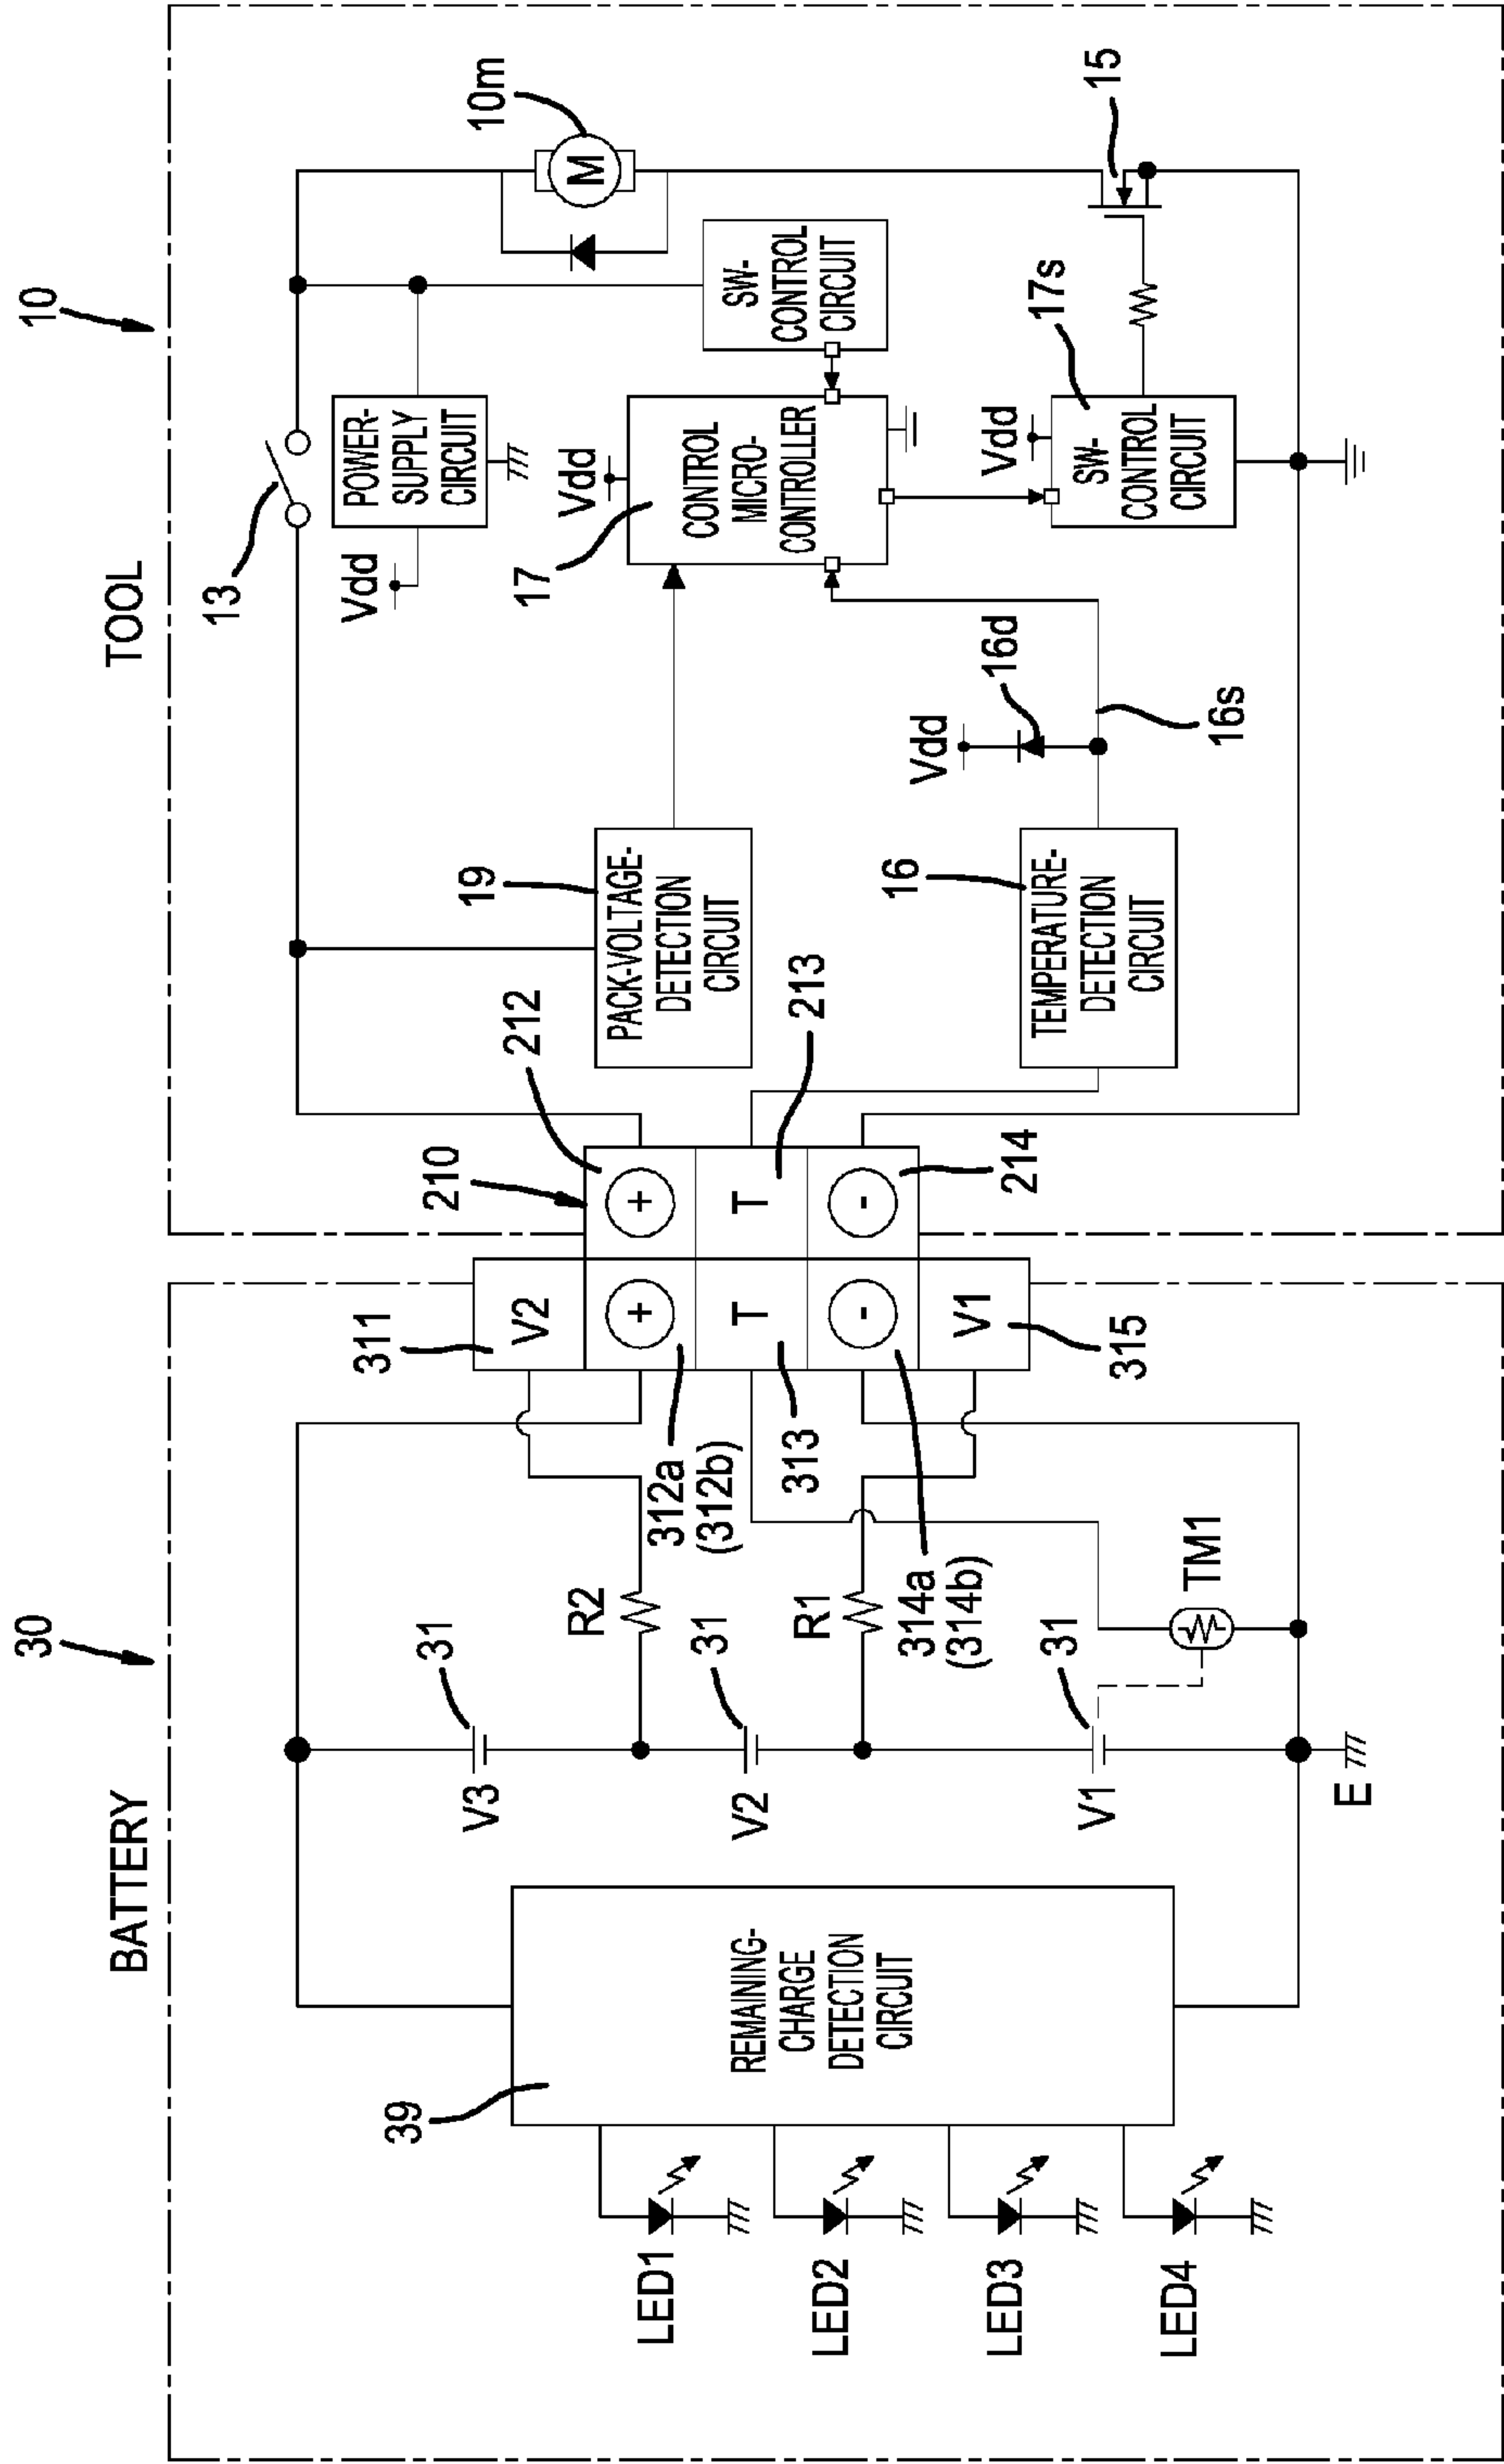 30
10
BATTERY
TOOL
39
REMAINING-
CHARGE
DETECTION
CIRCUIT
LED1
LED2
LED3
LED4
V3
31
V2
31
V1
31
E
R2
R1
TM1
311
V2
+
T
-
V1
312a
(312b)
313
314a
(314b)
315
210
+
T
-
212
213
214
19
PACK-VOLTAGE-
DETECTION
CIRCUIT
16
TEMPERATURE-
DETECTION
CIRCUIT
Vdd
16d
16s
13
Vdd
POWER-
SUPPLY
CIRCUIT
17
Vdd
CONTROL
MICRO-
CONTROLLER
SW-
CONTROL
CIRCUIT
Vdd
17s
SW-
CONTROL
CIRCUIT
10m
M
15